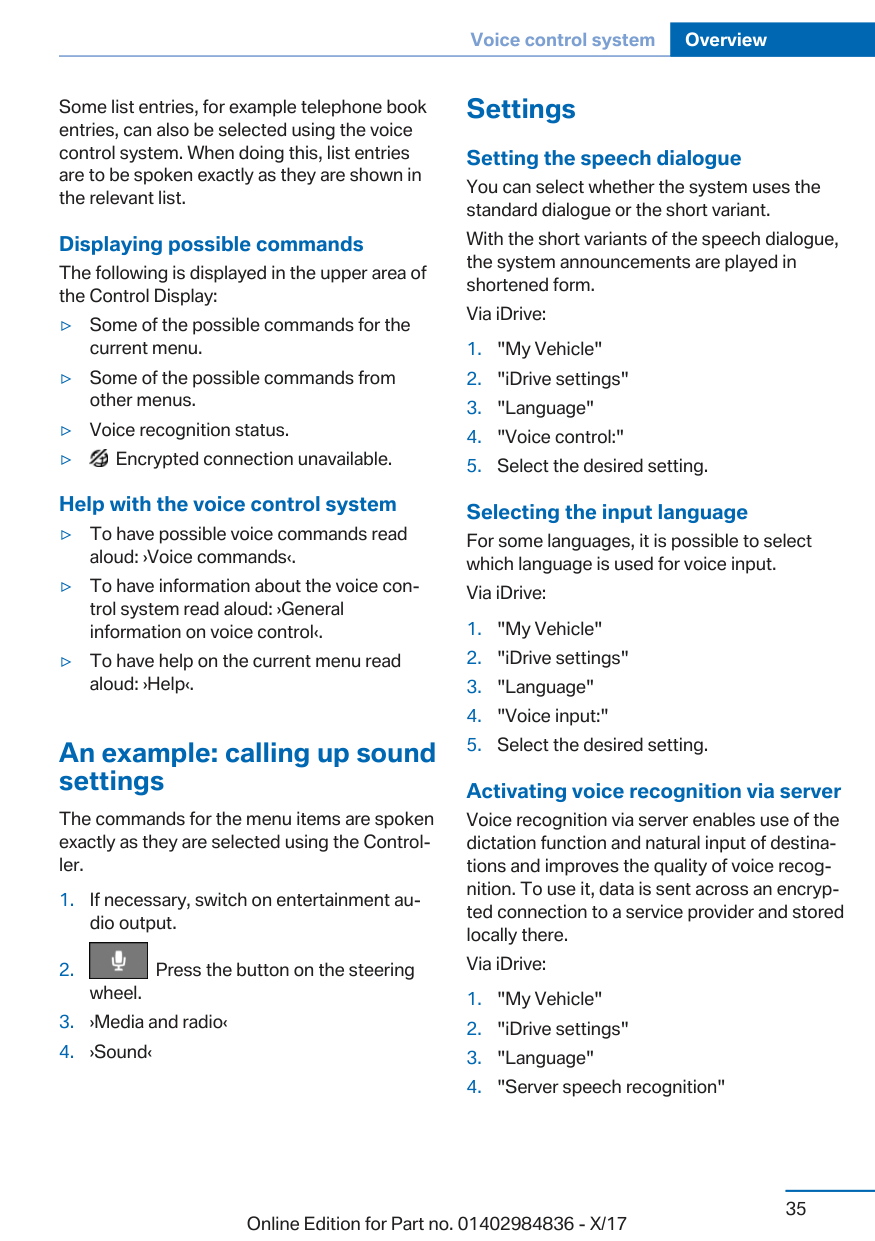 Voice control system Overview
Some list entries, for example telephone book
entries, can also be selected using the voice
control system. When doing this, list entries
are to be spoken exactly as they are shown in
the relevant list.
Displaying possible commands
The following is displayed in the upper area of
the Control Display:
▷ Some of the possible commands for the
current menu.
▷ Some of the possible commands from
other menus.
▷ Voice recognition status.
▷ Encrypted connection unavailable.
Help with the voice control system
▷ To have possible voice commands read
aloud: ›Voice commands‹.
▷ To have information about the voice con-
trol system read aloud: ›General
information on voice control‹.
▷ To have help on the current menu read
aloud: ›Help‹.
An example: calling up sound
settings
The commands for the menu items are spoken
exactly as they are selected using the Control-
ler.
1. If necessary, switch on entertainment au-
dio output.
2. Press the button on the steering
wheel.
3. ›Media and radio‹
4. ›Sound‹
Settings
Setting the speech dialogue
You can select whether the system uses the
standard dialogue or the short variant.
With the short variants of the speech dialogue,
the system announcements are played in
shortened form.
Via iDrive:
1. "My Vehicle"
2. "iDrive settings"
3. "Language"
4. "Voice control:"
5. Select the desired setting.
Selecting the input language
For some languages, it is possible to select
which language is used for voice input.
Via iDrive:
1. "My Vehicle"
2. "iDrive settings"
3. "Language"
4. "Voice input:"
5. Select the desired setting.
Activating voice recognition via server
Voice recognition via server enables use of the
dictation function and natural input of destina-
tions and improves the quality of voice recog-
nition. To use it, data is sent across an encryp-
ted connection to a service provider and stored
locally there.
Via iDrive:
1. "My Vehicle"
2. "iDrive settings"
3. "Language"
4. "Server speech recognition"
35
Online Edition for Part no. 01402984836 - X/17